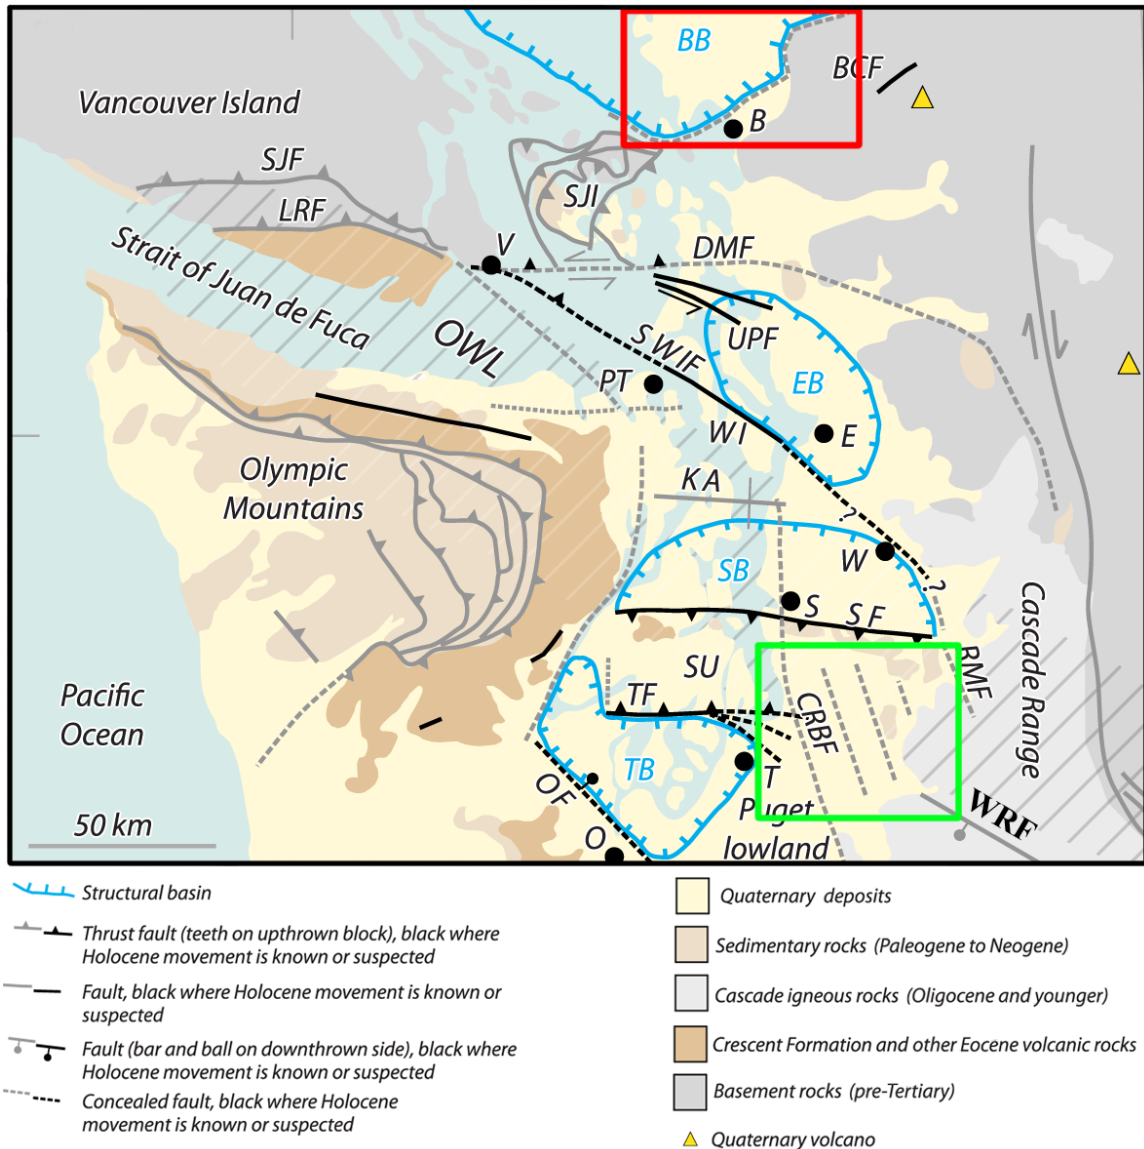 BB
BCF
Vancouver Island
B
SJF
SJI
LRF
V
DMF
Strait of Juan de Fuca
OWL
SWIF
UPF
PT
EB
WI
E
Olympic
Mountains
KA
?
W
SB
?
S
SF
Cascade Range
SU
RMF
Pacific
Ocean
TF
CRBF
TB
T
OF
Puget
lowland
WRF
50 km
O
Structural basin
Thrust fault (teeth on upthrown block), black where
Holocene movement is known or suspected
Fault, black where Holocene movement is known or
suspected
Fault (bar and ball on downthrown side), black where
Holocene movement is known or suspected
Concealed fault, black where Holocene
movement is known or suspected
Quaternary deposits
Sedimentary rocks (Paleogene to Neogene)
Cascade igneous rocks (Oligocene and younger)
Crescent Formation and other Eocene volcanic rocks
Basement rocks (pre-Tertiary)
Quaternary volcano